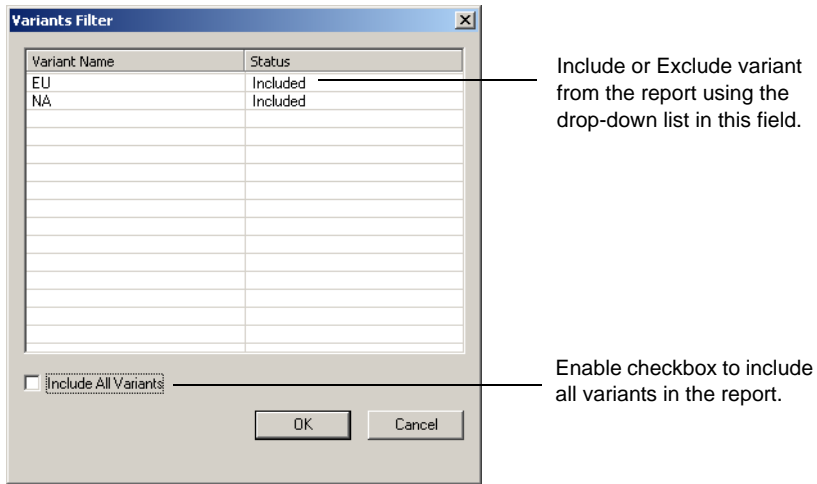 Variants Filter
Variant Name Status
EU Included
NA Included
Include or Exclude variant
from the report using the
drop-down list in this field.
Include All Variants
Enable checkbox to include
all variants in the report.
OK Cancel